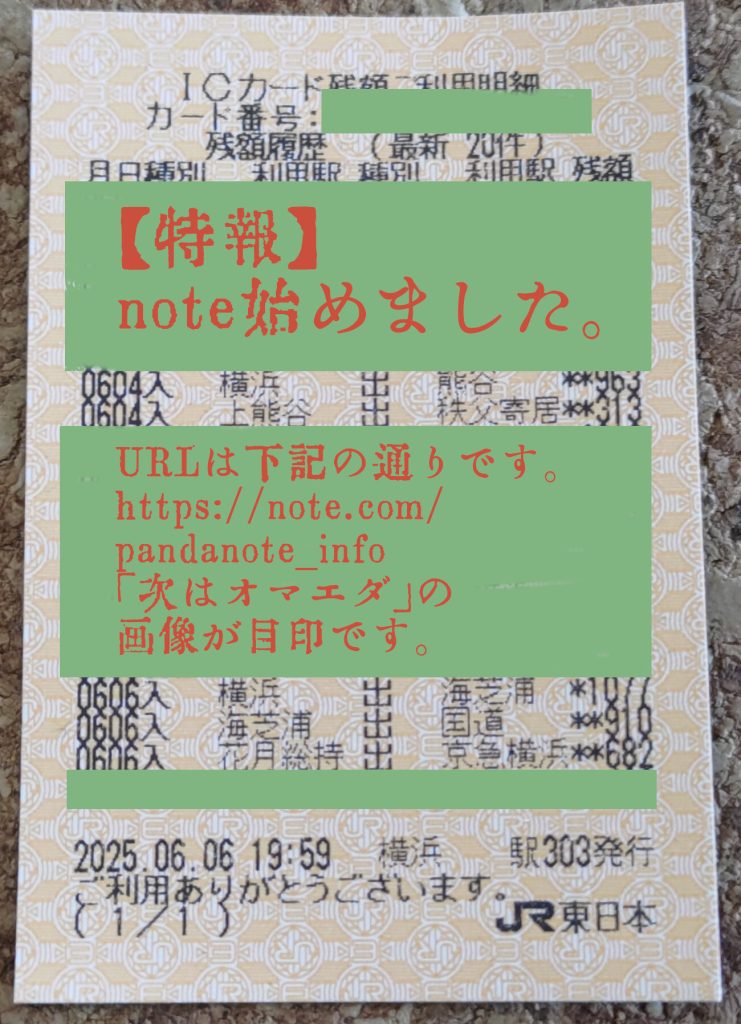 ICカード残額ご利用明細
カード番号:
残額履歴 (最新 20件)
月日種別 利用駅 種別 利用駅 残額
【特報】
note始めました。
0604入 横浜 出 熊谷 **963
0604入 上熊谷 出 秩父寄居**313
URLは下記の通りです。
https://note.com/
pandanote_info
「次はオマエダ」の
画像が目印です。
0606入 横浜 出 海芝浦 *1077
0606入 海芝浦 出 国道 **910
0606入 花月総持 出 京急横浜**682
2025.06.06 19:59 横浜 駅303発行
ご利用ありがとうございます。
(1/1) JR東日本